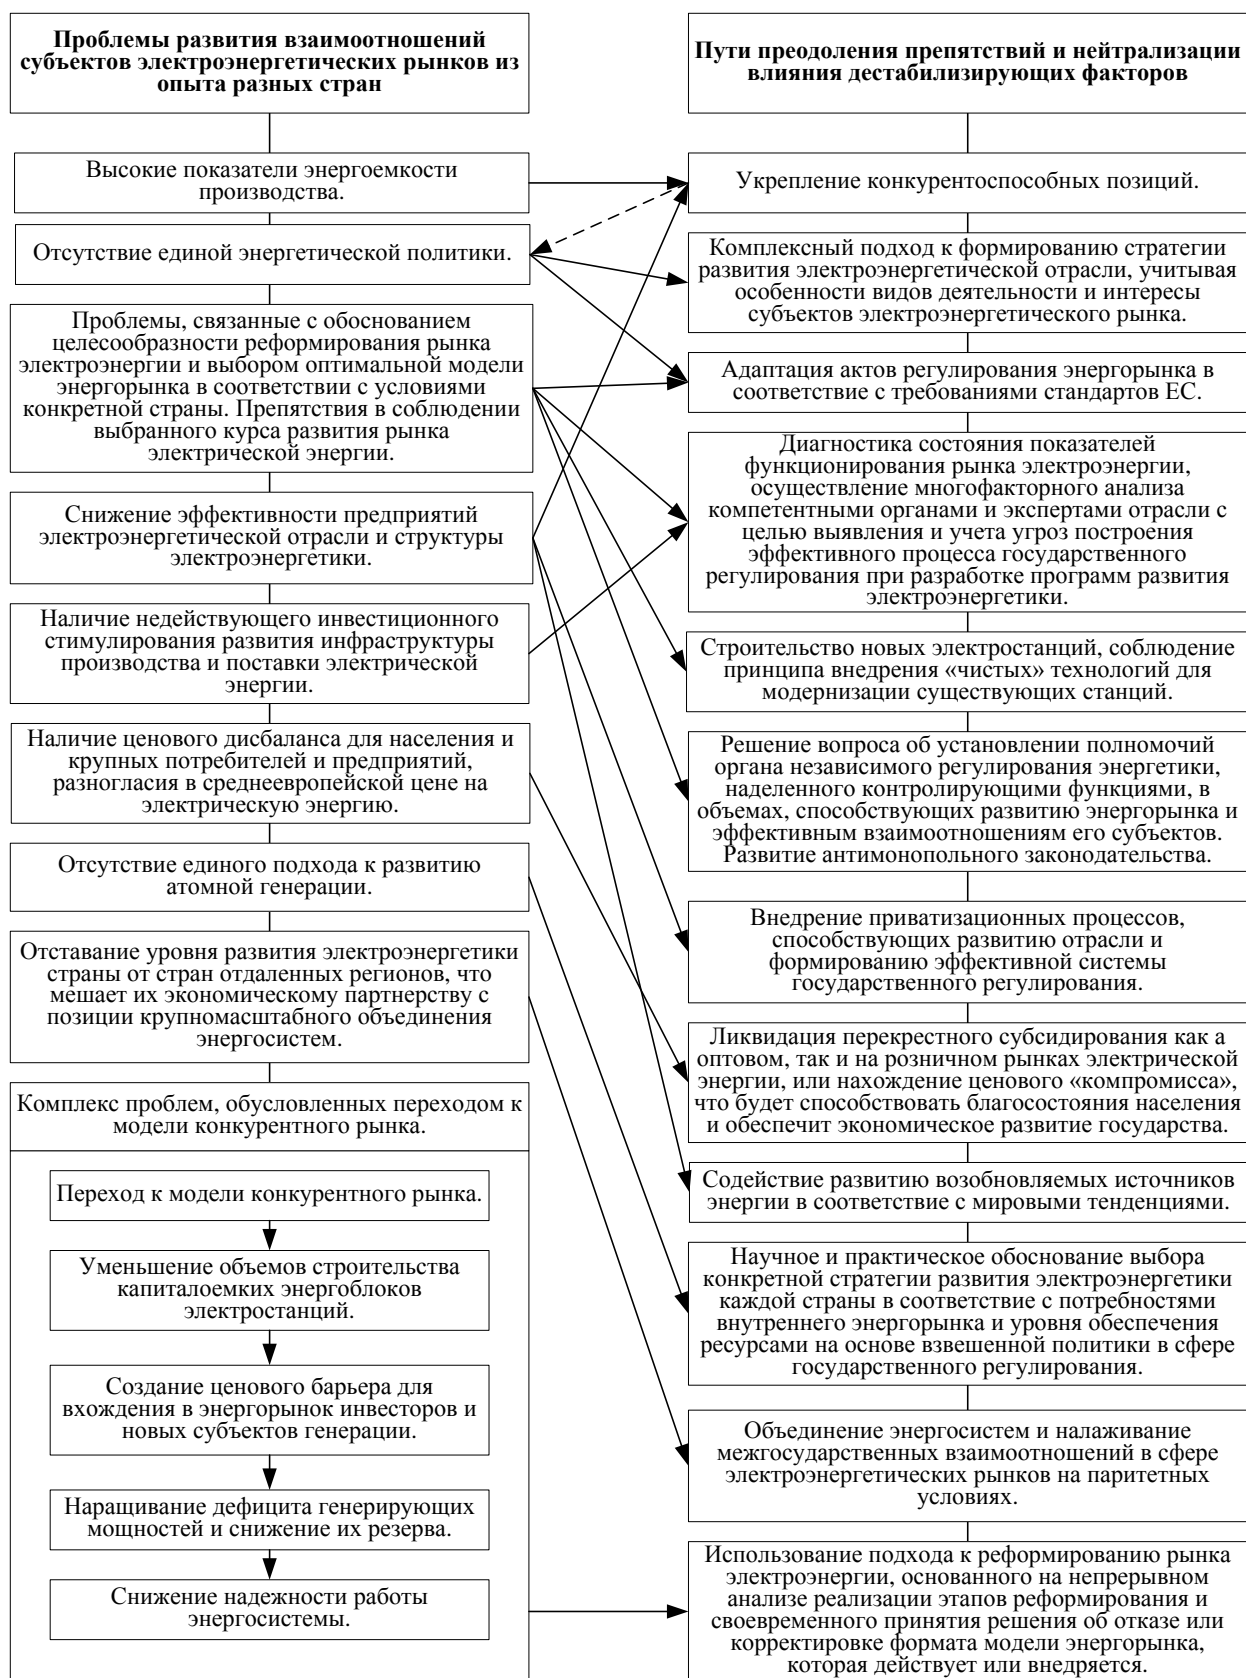 Проблемы развития взаимоотношений
субъектов электроэнергетических рынков из
опыта разных стран
Высокие показатели энергоемкости
производства.
Отсутствие единой энергетической политики.
Проблемы, связанные с обоснованием
целесообразности реформирования рынка
электроэнергии и выбором оптимальной модели
энергорынка в соответствии с условиями
конкретной страны. Препятствия в соблюдении
выбранного курса развития рынка
электрической энергии.
Снижение эффективности предприятий
электроэнергетической отрасли и структуры
электроэнергетики.
Наличие недействующего инвестиционного
стимулирования развития инфраструктуры
производства и поставки электрической
энергии.
Наличие ценового дисбаланса для населения и
крупных потребителей и предприятий,
разногласия в среднеевропейской цене на
электрическую энергию.
Отсутствие единого подхода к развитию
атомной генерации.
Отставание уровня развития электроэнергетики
страны от стран отдаленных регионов, что
мешает их экономическому партнерству с
позиции крупномасштабного объединения
энергосистем.
Комплекс проблем, обусловленных переходом к
модели конкурентного рынка.
Переход к модели конкурентного рынка.
Уменьшение объемов строительства
капиталоемких энергоблоков
электростанций.
Создание ценового барьера для
вхождения в энергорынок инвесторов и
новых субъектов генерации.
Наращивание дефицита генерирующих
мощностей и снижение их резерва.
Снижение надежности работы
энергосистемы.
Пути преодоления препятствий и нейтрализации
влияния дестабилизирующих факторов
Укрепление конкурентоспособных позиций.
Комплексный подход к формированию стратегии
развития электроэнергетической отрасли, учитывая
особенности видов деятельности и интересы
субъектов электроэнергетического рынка.
Адаптация актов регулирования энергорынка в
соответствие с требованиями стандартов ЕС.
Диагностика состояния показателей
функционирования рынка электроэнергии,
осуществление многофакторного анализа
компетентными органами и экспертами отрасли с
целью выявления и учета угроз построения
эффективного процесса государственного
регулирования при разработке программ развития
электроэнергетики.
Строительство новых электростанций, соблюдение
принципа внедрения «чистых» технологий для
модернизации существующих станций.
Решение вопроса об установлении полномочий
органа независимого регулирования энергетики,
наделенного контролирующими функциями, в
объемах, способствующих развитию энергорынка и
эффективным взаимоотношениям его субъектов.
Развитие антимонопольного законодательства.
Внедрение приватизационных процессов,
способствующих развитию отрасли и
формированию эффективной системы
государственного регулирования.
Ликвидация перекрестного субсидирования как а
оптовом, так и на розничном рынках электрической
энергии, или нахождение ценового «компромисса»,
что будет способствовать благосостояния населения
и обеспечит экономическое развитие государства.
Содействие развитию возобновляемых источников
энергии в соответствие с мировыми тенденциями.
Научное и практическое обоснование выбора
конкретной стратегии развития электроэнергетики
каждой страны в соответствие с потребностями
внутреннего энергорынка и уровня обеспечения
ресурсами на основе взвешенной политики в сфере
государственного регулирования.
Объединение энергосистем и налаживание
межгосударственных взаимоотношений в сфере
электроэнергетических рынков на паритетных
условиях.
Использование подхода к реформированию рынка
электроэнергии, основанного на непрерывном
анализе реализации этапов реформирования и
своевременного принятия решения об отказе или
корректировке формата модели энергорынка,
которая действует или внедряется.